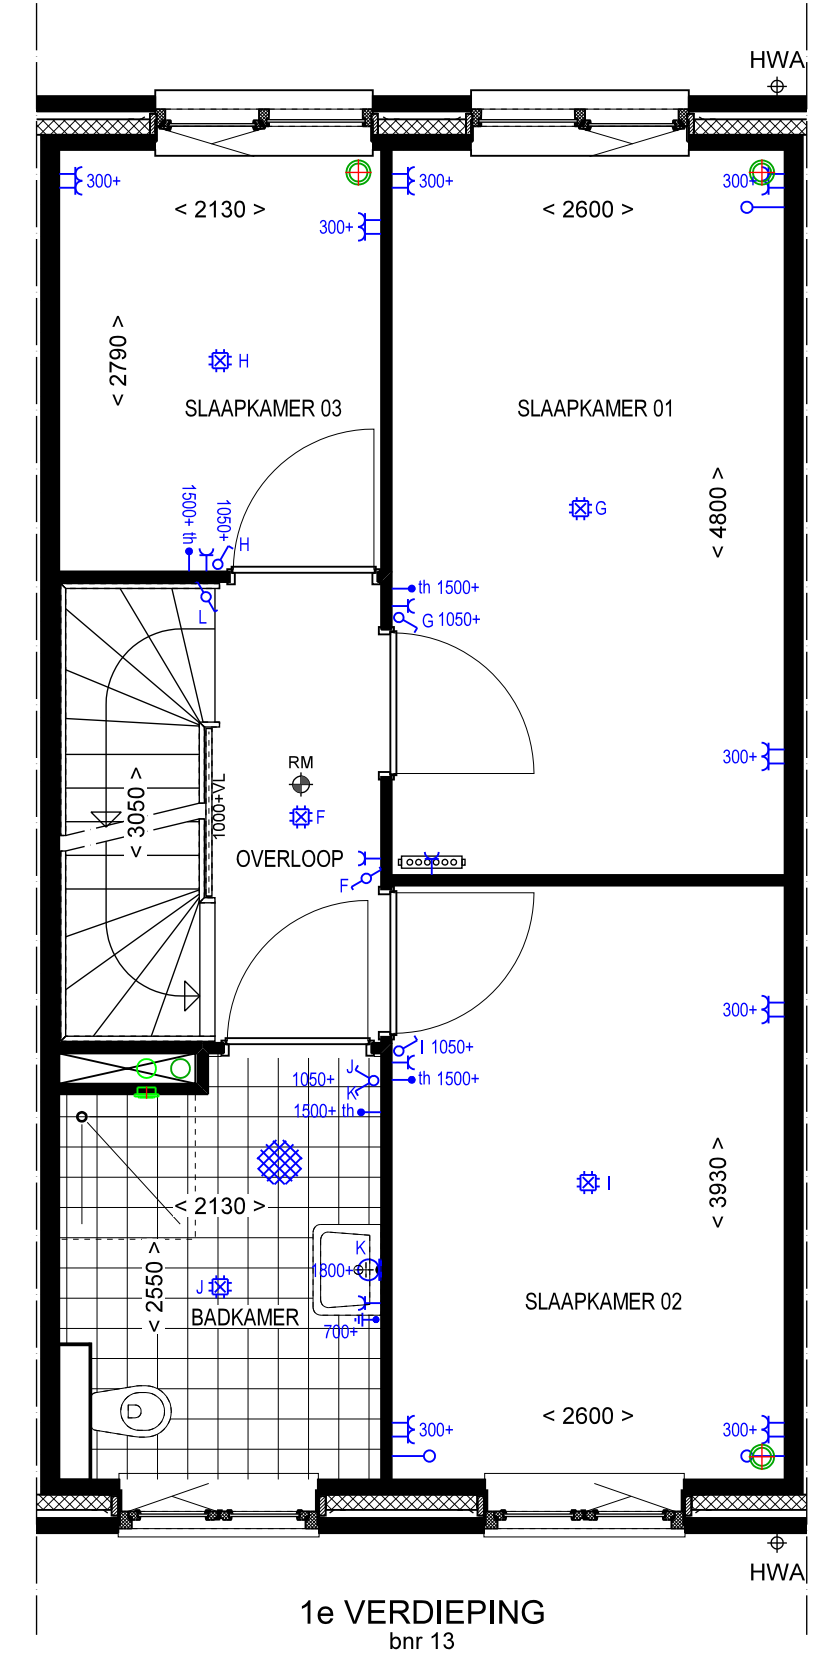 HWA
300+
300+
300+
< 2130 >
< 2600 >
300+
< 2790 >
H
SLAAPKAMER 03
SLAAPKAMER 01
< 4800 >
G
1500+ th
1050+
H
th 1500+
L
G 1050+
300+
RM
< 3050 >
1000+VL
F
OVERLOOP
F
300+
I 1050+
J
1050+
K
th 1500+
1500+ th
< 3930 >
I
< 2130 >
K
1800+
< 2550 >
J
SLAAPKAMER 02
BADKAMER
700+
D
< 2600 >
300+
300+
HWA
1e VERDIEPING
bnr 13